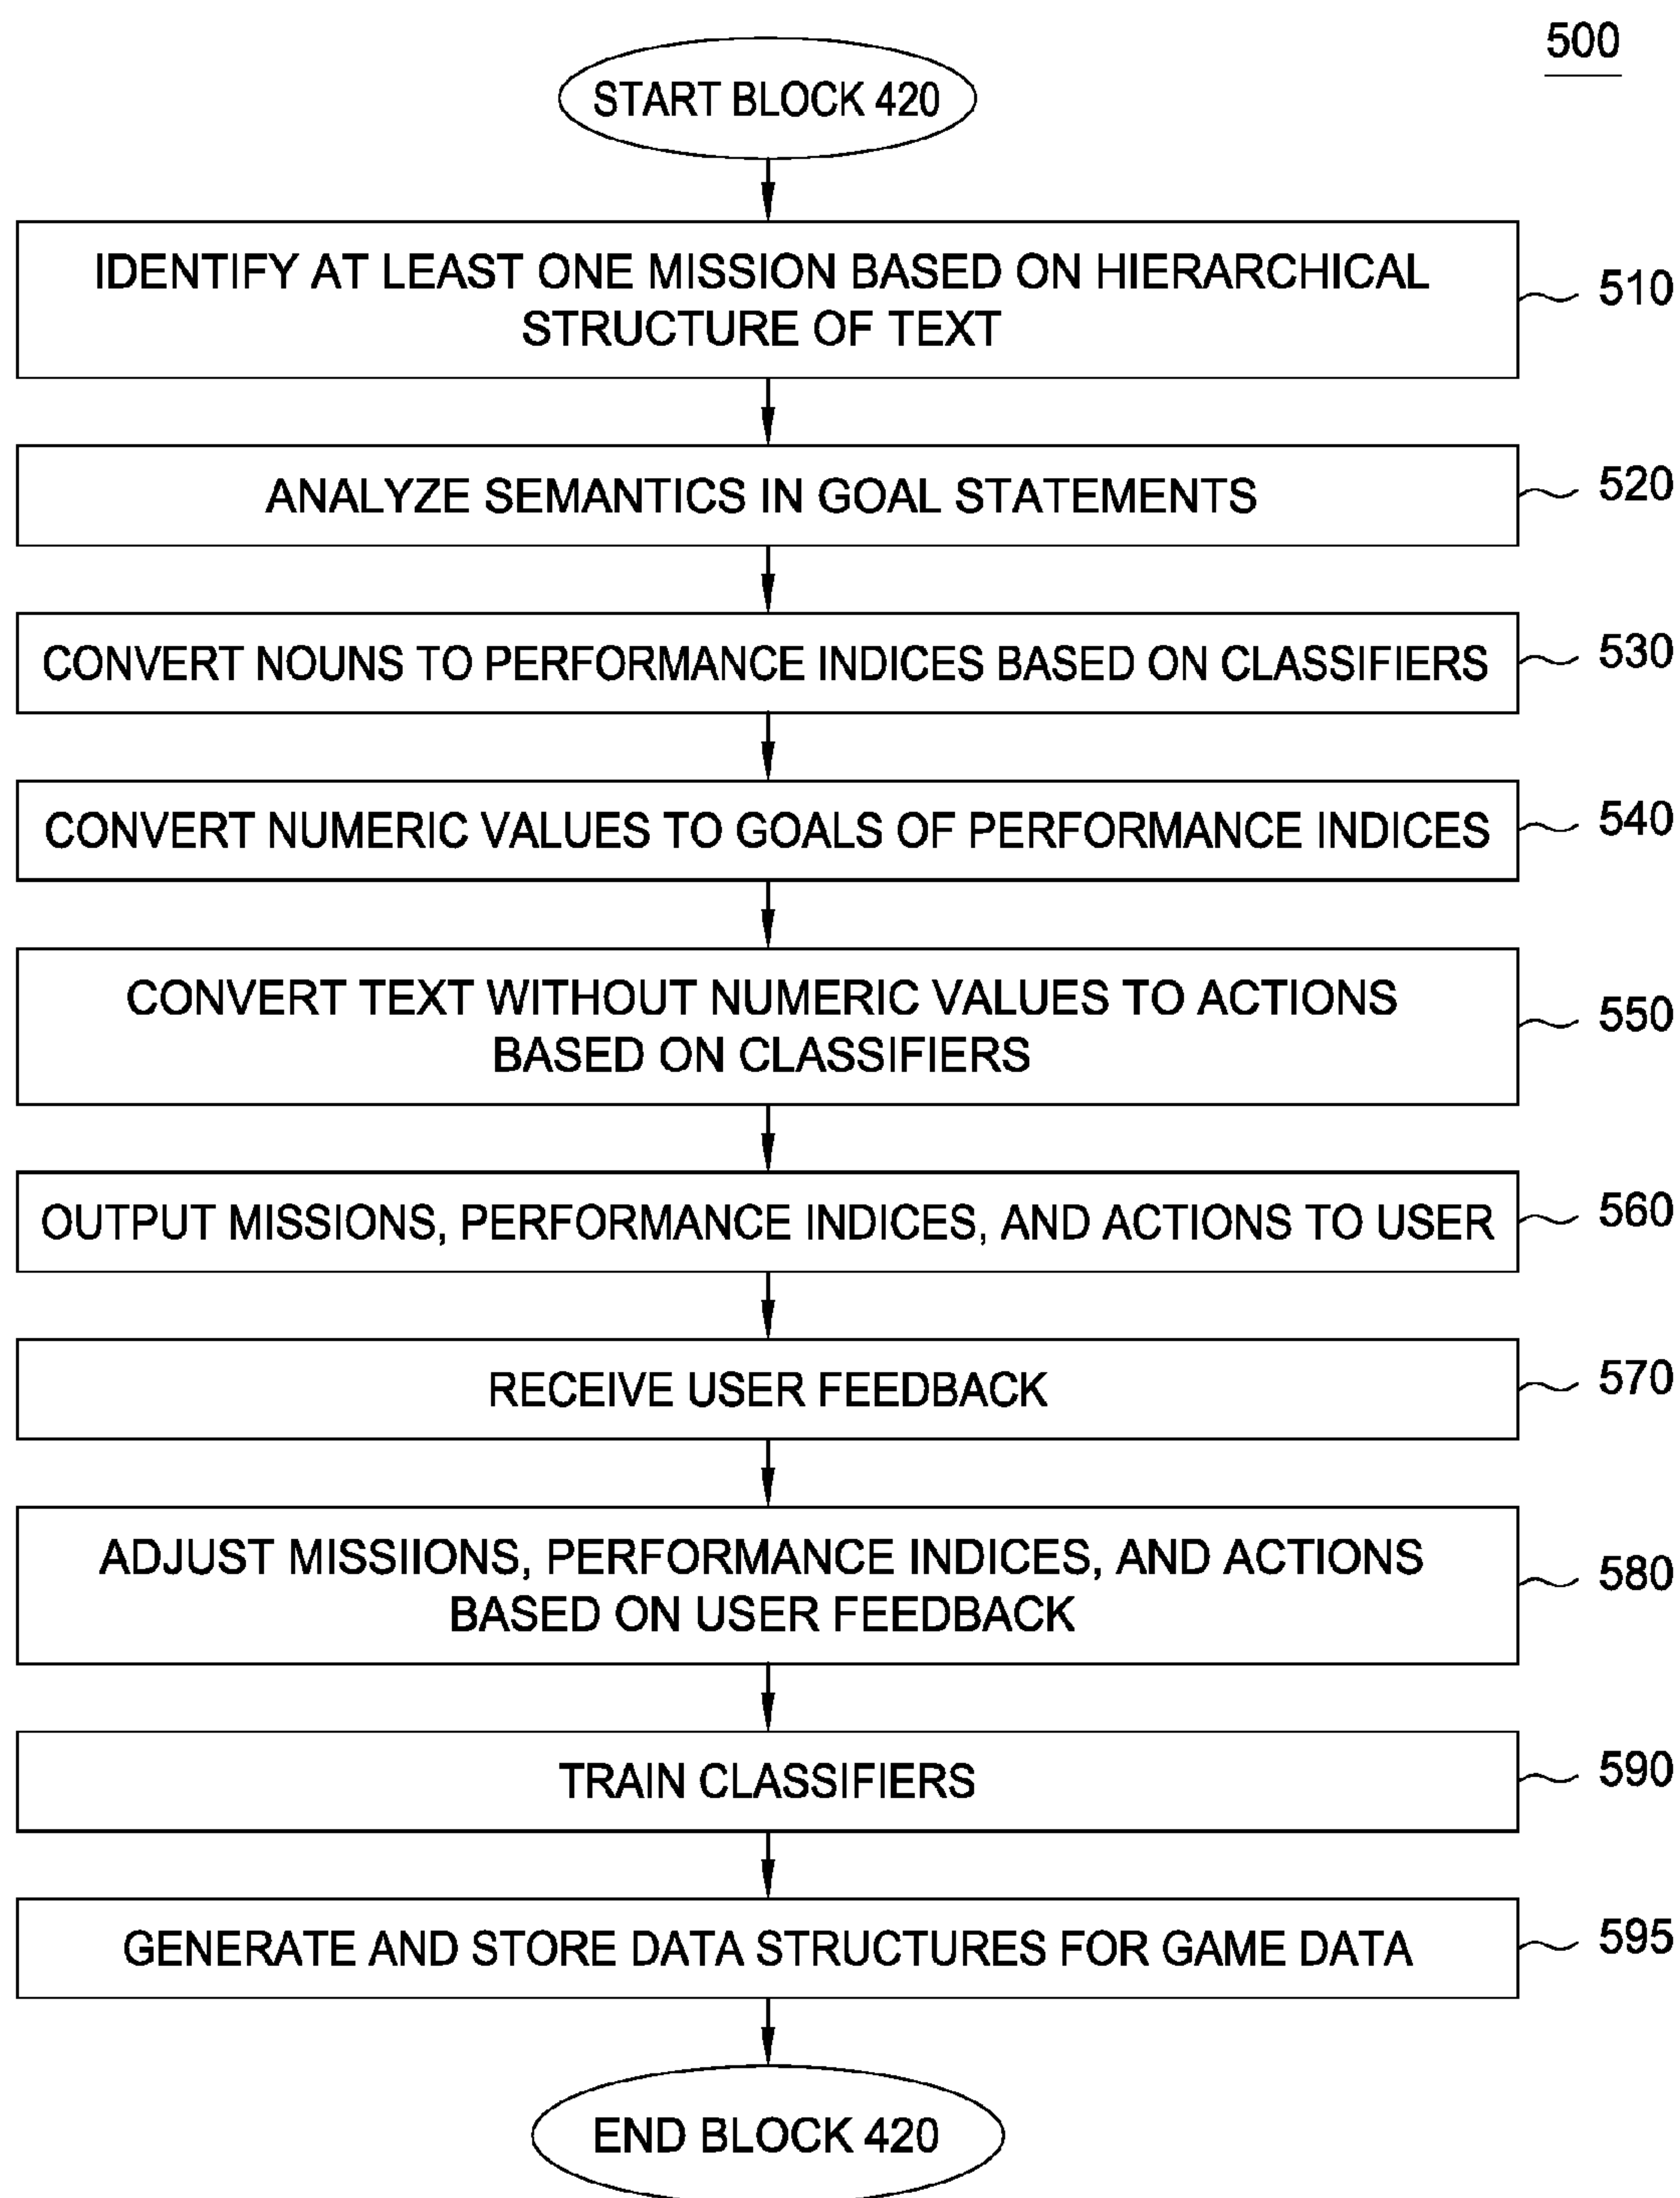 500
START BLOCK 420
IDENTIFY AT LEAST ONE MISSION BASED ON HIERARCHICAL
STRUCTURE OF TEXT
510
ANALYZE SEMANTICS IN GOAL STATEMENTS
520
CONVERT NOUNS TO PERFORMANCE INDICES BASED ON CLASSIFIERS
530
CONVERT NUMERIC VALUES TO GOALS OF PERFORMANCE INDICES
540
CONVERT TEXT WITHOUT NUMERIC VALUES TO ACTIONS
BASED ON CLASSIFIERS
550
OUTPUT MISSIONS, PERFORMANCE INDICES, AND ACTIONS TO USER
560
RECEIVE USER FEEDBACK
570
ADJUST MISSIIONS, PERFORMANCE INDICES, AND ACTIONS
BASED ON USER FEEDBACK
580
TRAIN CLASSIFIERS
590
GENERATE AND STORE DATA STRUCTURES FOR GAME DATA
595
END BLOCK 420